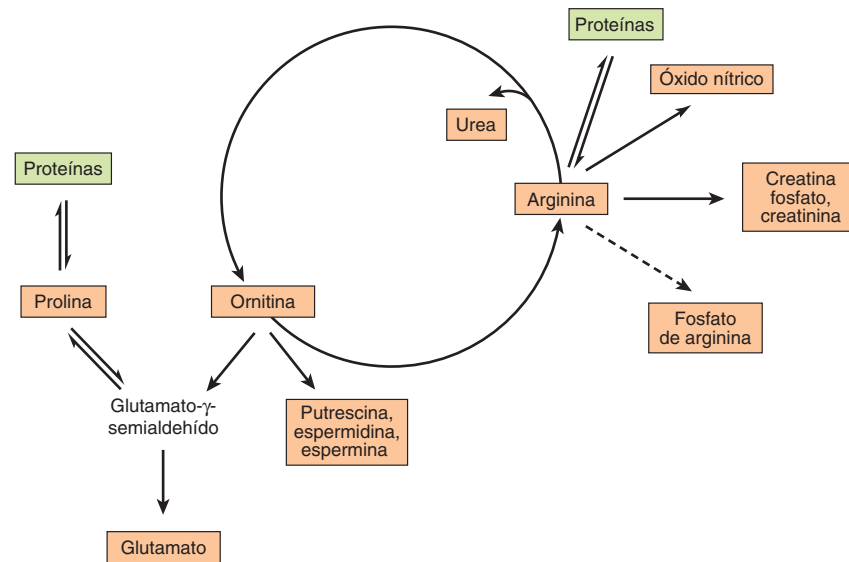 Proteínas
Óxido nítrico
Urea
Proteínas
Arginina
Creatina
fosfato,
creatinina
Prolina
Ornitina
Fosfato
de arginina
Glutamato-γ-
semialdehído
Putrescina,
espermidina,
espermina
Glutamato